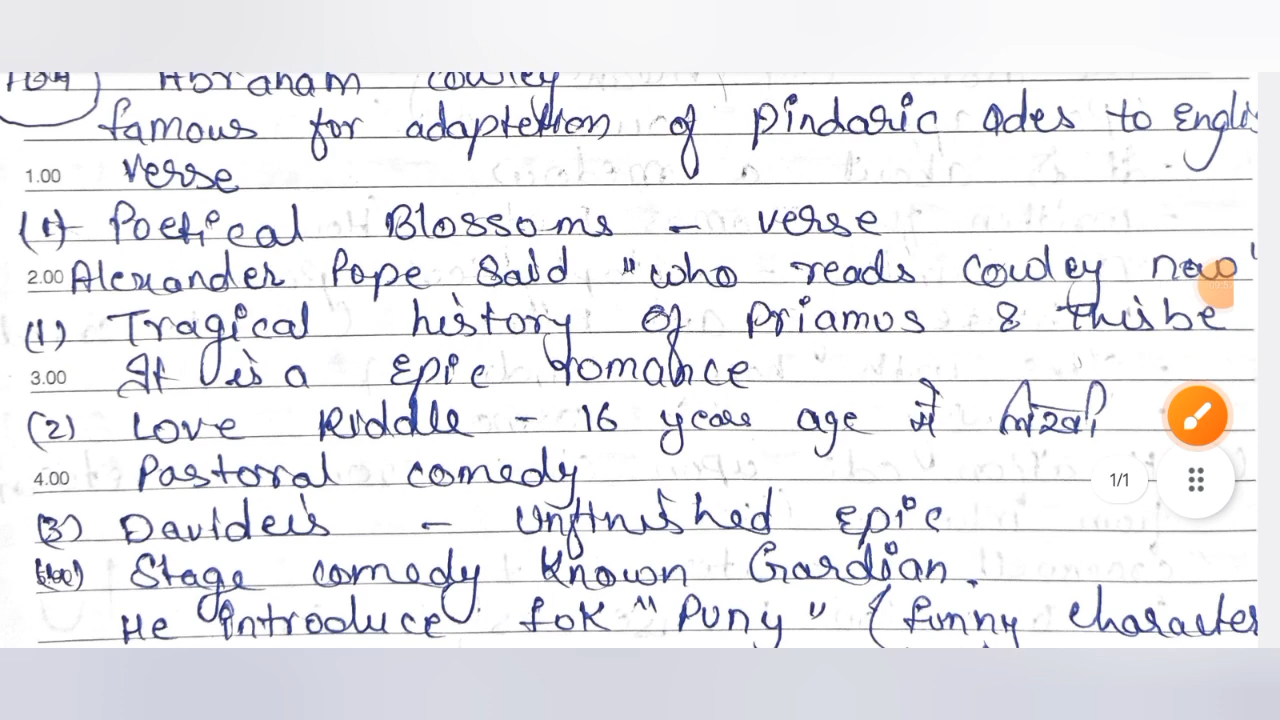 Abraham Cowley
famous for adaptetion of Pindaric Odes to Engli
1.00 verse
(1) Poetical Blossoms - verse
2.00 Alexander Pope said "who reads Cowley now"
(1) Tragical history of Priamus & thisbe
3.00 It is a Epic romance
(2) Love Riddle - 16 years age में लिखी
4.00 Pastoral comedy
1/1
(3) Davideis - Unfinished Epic
Stage comedy Known Gardian.
He introduce fok "Puny" (funny character